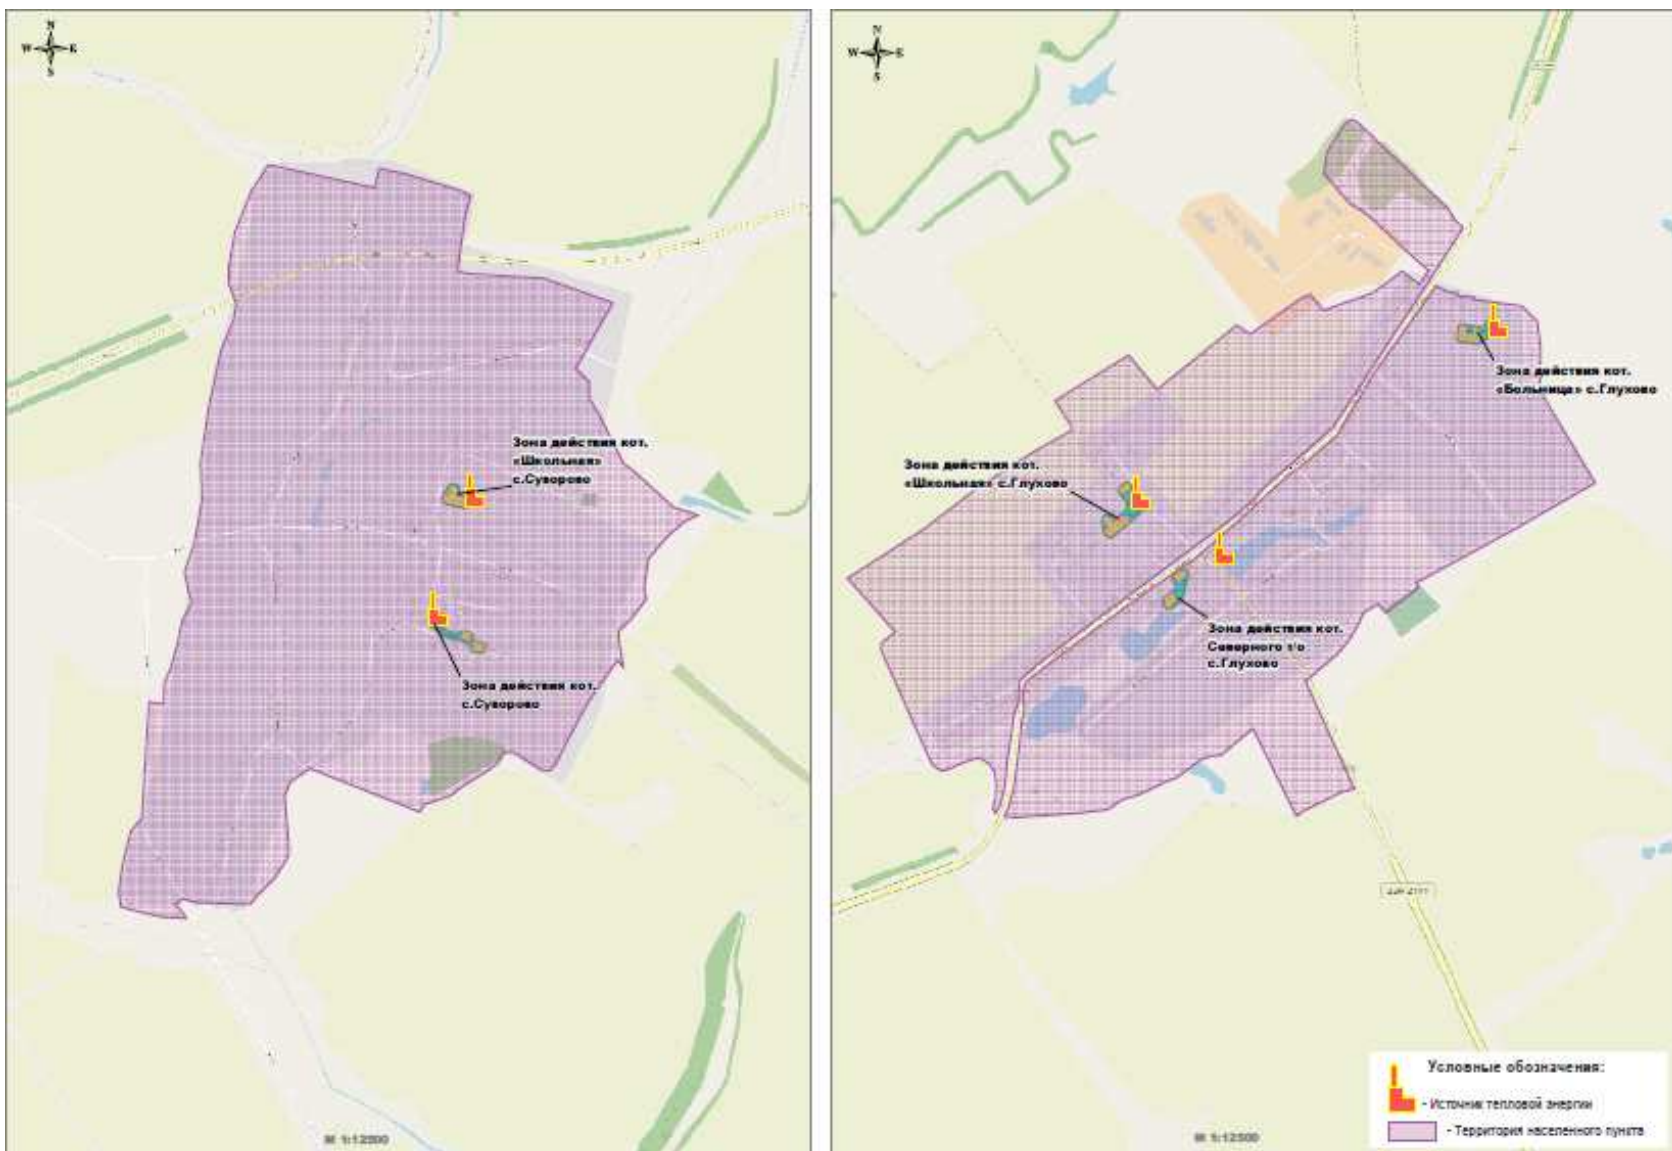 N
W E
S
Зона действия кот.
«Школьная»
с.Суворово
Зона действия кот.
с.Суворово
М 1:12500
N
W E
S
Зона действия кот.
«Больница» с.Глухово
Зона действия кот.
«Школьная» с.Глухово
Зона действия кот.
Северного т/о
с.Глухово
М 1:12500
Условные обозначения:
- Источник тепловой энергии
- Территория населенного пункта